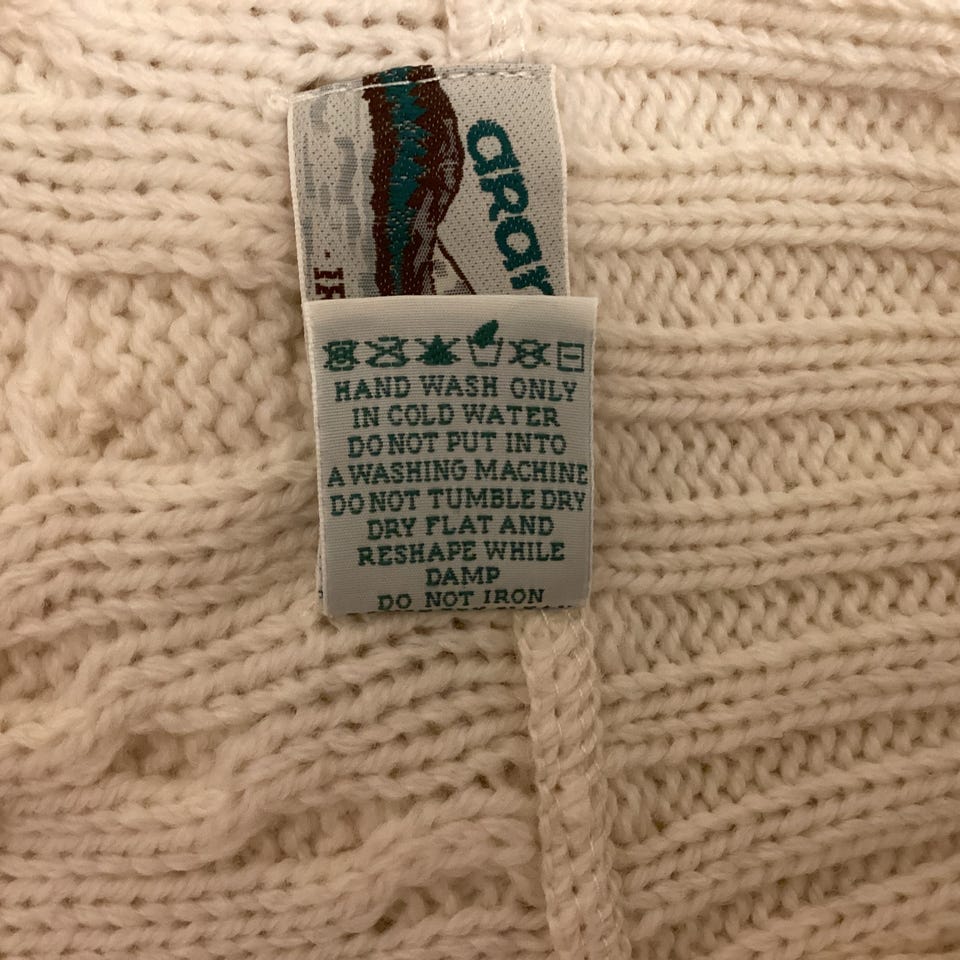 aran
HAND WASH ONLY
IN COLD WATER
DO NOT PUT INTO
A WASHING MACHINE
DO NOT TUMBLE DRY
DRY FLAT AND
RESHAPE WHILE
DAMP
DO NOT IRON